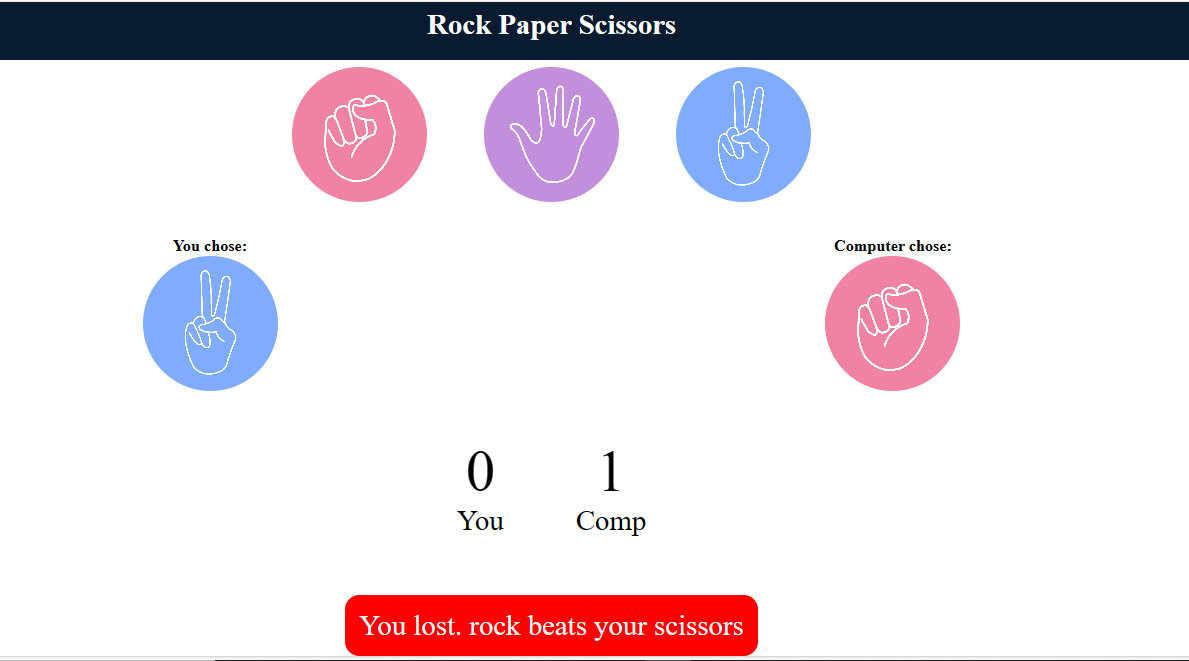 Rock Paper Scissors
You chose:
Computer chose:
0
1
You
Comp
You lost. rock beats your scissors